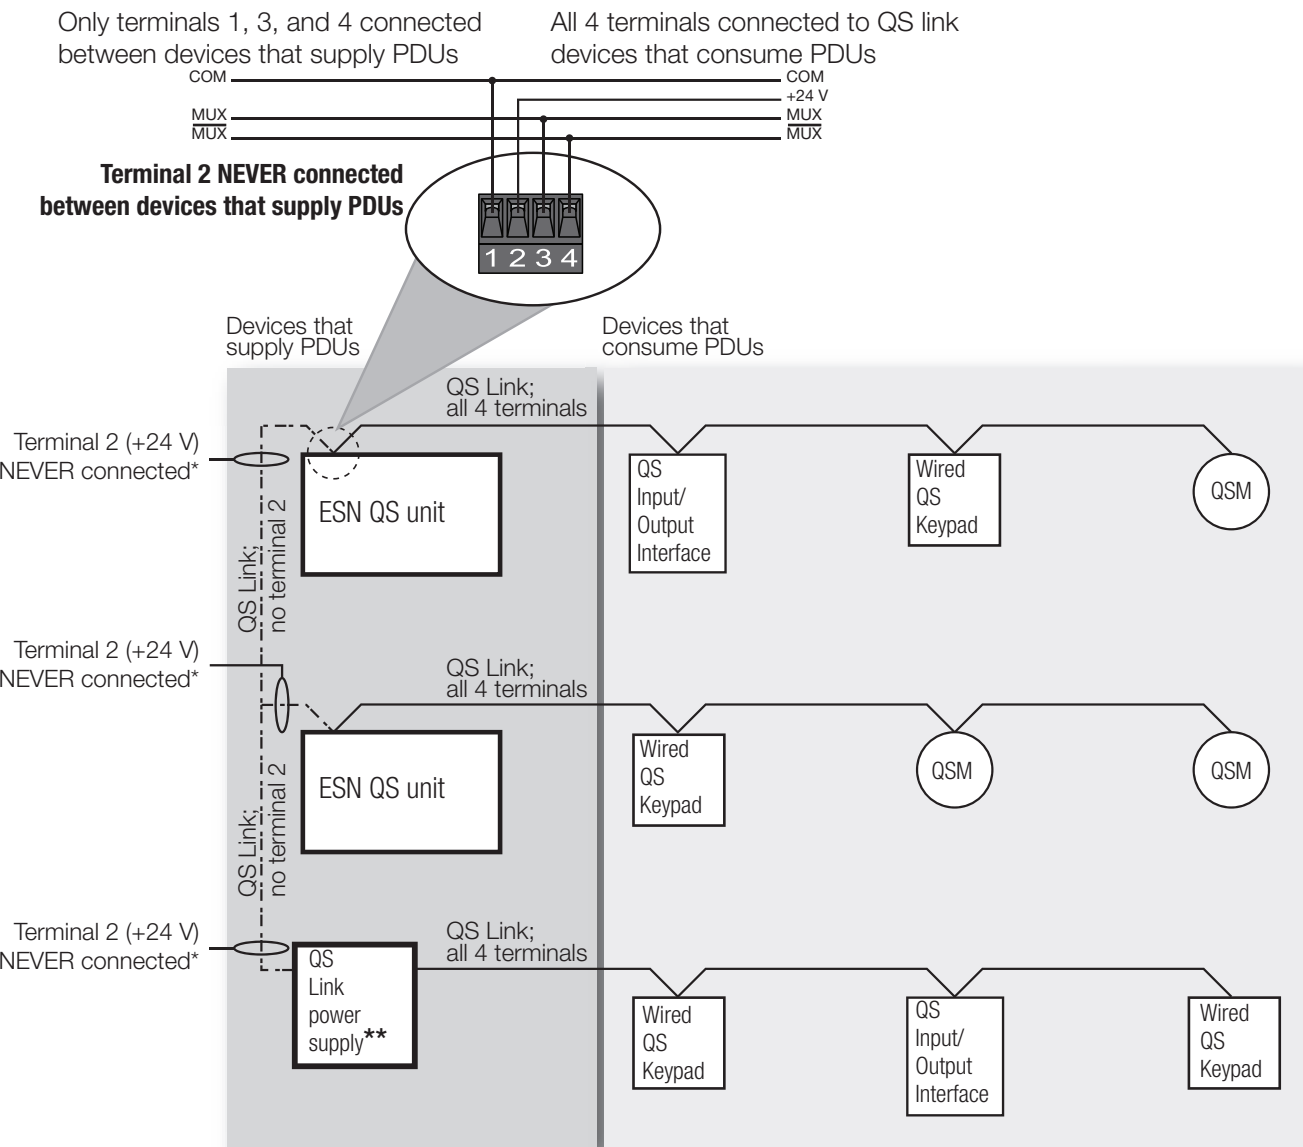 Only terminals 1, 3, and 4 connected
between devices that supply PDUs
All 4 terminals connected to QS link
devices that consume PDUs
COM
COM
+24 V
MUX
MUX
MUX
MUX
Terminal 2 NEVER connected
between devices that supply PDUs
1 2 3 4
Devices that
supply PDUs
Devices that
consume PDUs
QS Link;
all 4 terminals
Terminal 2 (+24 V)
NEVER connected*
ESN QS unit
QS
Input/
Output
Interface
Wired
QS
Keypad
QSM
QS Link;
no terminal 2
Terminal 2 (+24 V)
NEVER connected*
QS Link;
all 4 terminals
ESN QS unit
Wired
QS
Keypad
QSM
QSM
QS Link;
no terminal 2
Terminal 2 (+24 V)
NEVER connected*
QS Link;
all 4 terminals
QS
Link
power
supply**
Wired
QS
Keypad
QS
Input/
Output
Interface
Wired
QS
Keypad